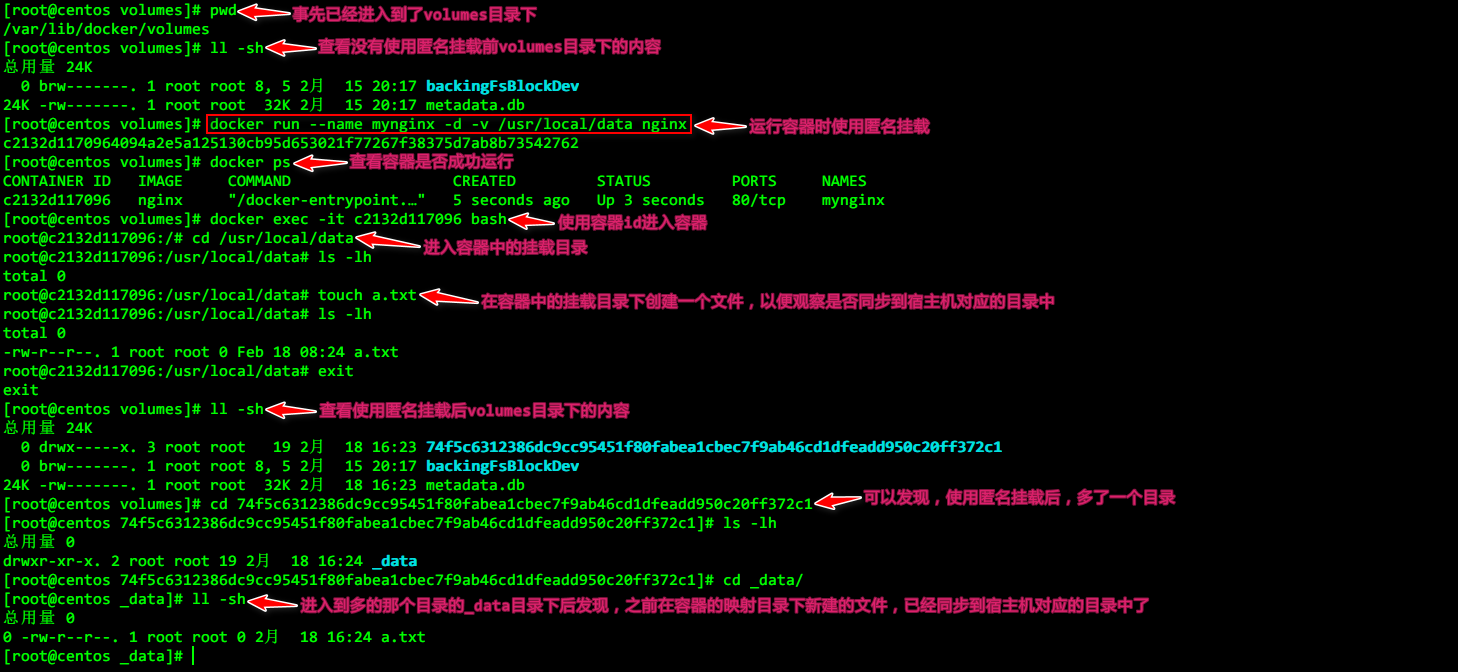 [root@centos volumes]# pwd 事先已经进入到了volumes目录下
/var/lib/docker/volumes
[root@centos volumes]# ll -sh 查看没有使用匿名挂载前volumes目录下的内容
总用量 24K
  0 brw-------. 1 root root 8, 5 2月  15 20:17 backingFsBlockDev
24K -rw-------. 1 root root  32K 2月  15 20:17 metadata.db
[root@centos volumes]# docker run --name mynginx -d -v /usr/local/data nginx 运行容器时使用匿名挂载
c2132d1170964094a2e5a125130cb95d653021f77267f38375d7ab8b73542762
[root@centos volumes]# docker ps 查看容器是否成功运行
CONTAINER ID   IMAGE     COMMAND                  CREATED         STATUS         PORTS     NAMES
c2132d117096   nginx     "/docker-entrypoint.…"   5 seconds ago   Up 3 seconds   80/tcp    mynginx
[root@centos volumes]# docker exec -it c2132d117096 bash 使用容器id进入容器
root@c2132d117096:/# cd /usr/local/data 进入容器中的挂载目录
root@c2132d117096:/usr/local/data# ls -lh
total 0
root@c2132d117096:/usr/local/data# touch a.txt 在容器中的挂载目录下创建一个文件，以便观察是否同步到宿主机对应的目录中
root@c2132d117096:/usr/local/data# ls -lh
total 0
-rw-r--r--. 1 root root 0 Feb 18 08:24 a.txt
root@c2132d117096:/usr/local/data# exit
exit
[root@centos volumes]# ll -sh 查看使用匿名挂载后volumes目录下的内容
总用量 24K
  0 drwx-----x. 3 root root   19 2月  18 16:23 74f5c6312386dc9cc95451f80fabea1cbec7f9ab46cd1dfeadd950c20ff372c1
  0 brw-------. 1 root root 8, 5 2月  15 20:17 backingFsBlockDev
24K -rw-------. 1 root root  32K 2月  18 16:23 metadata.db
[root@centos volumes]# cd 74f5c6312386dc9cc95451f80fabea1cbec7f9ab46cd1dfeadd950c20ff372c1 可以发现，使用匿名挂载后，多了一个目录
[root@centos 74f5c6312386dc9cc95451f80fabea1cbec7f9ab46cd1dfeadd950c20ff372c1]# ls -lh
总用量 0
drwxr-xr-x. 2 root root 19 2月  18 16:24 _data
[root@centos 74f5c6312386dc9cc95451f80fabea1cbec7f9ab46cd1dfeadd950c20ff372c1]# cd _data/
[root@centos _data]# ll -sh 进入到多的那个目录的_data目录下后发现，之前在容器的映射目录下新建的文件，已经同步到宿主机对应的目录中了
总用量 0
0 -rw-r--r--. 1 root root 0 2月  18 16:24 a.txt
[root@centos _data]#